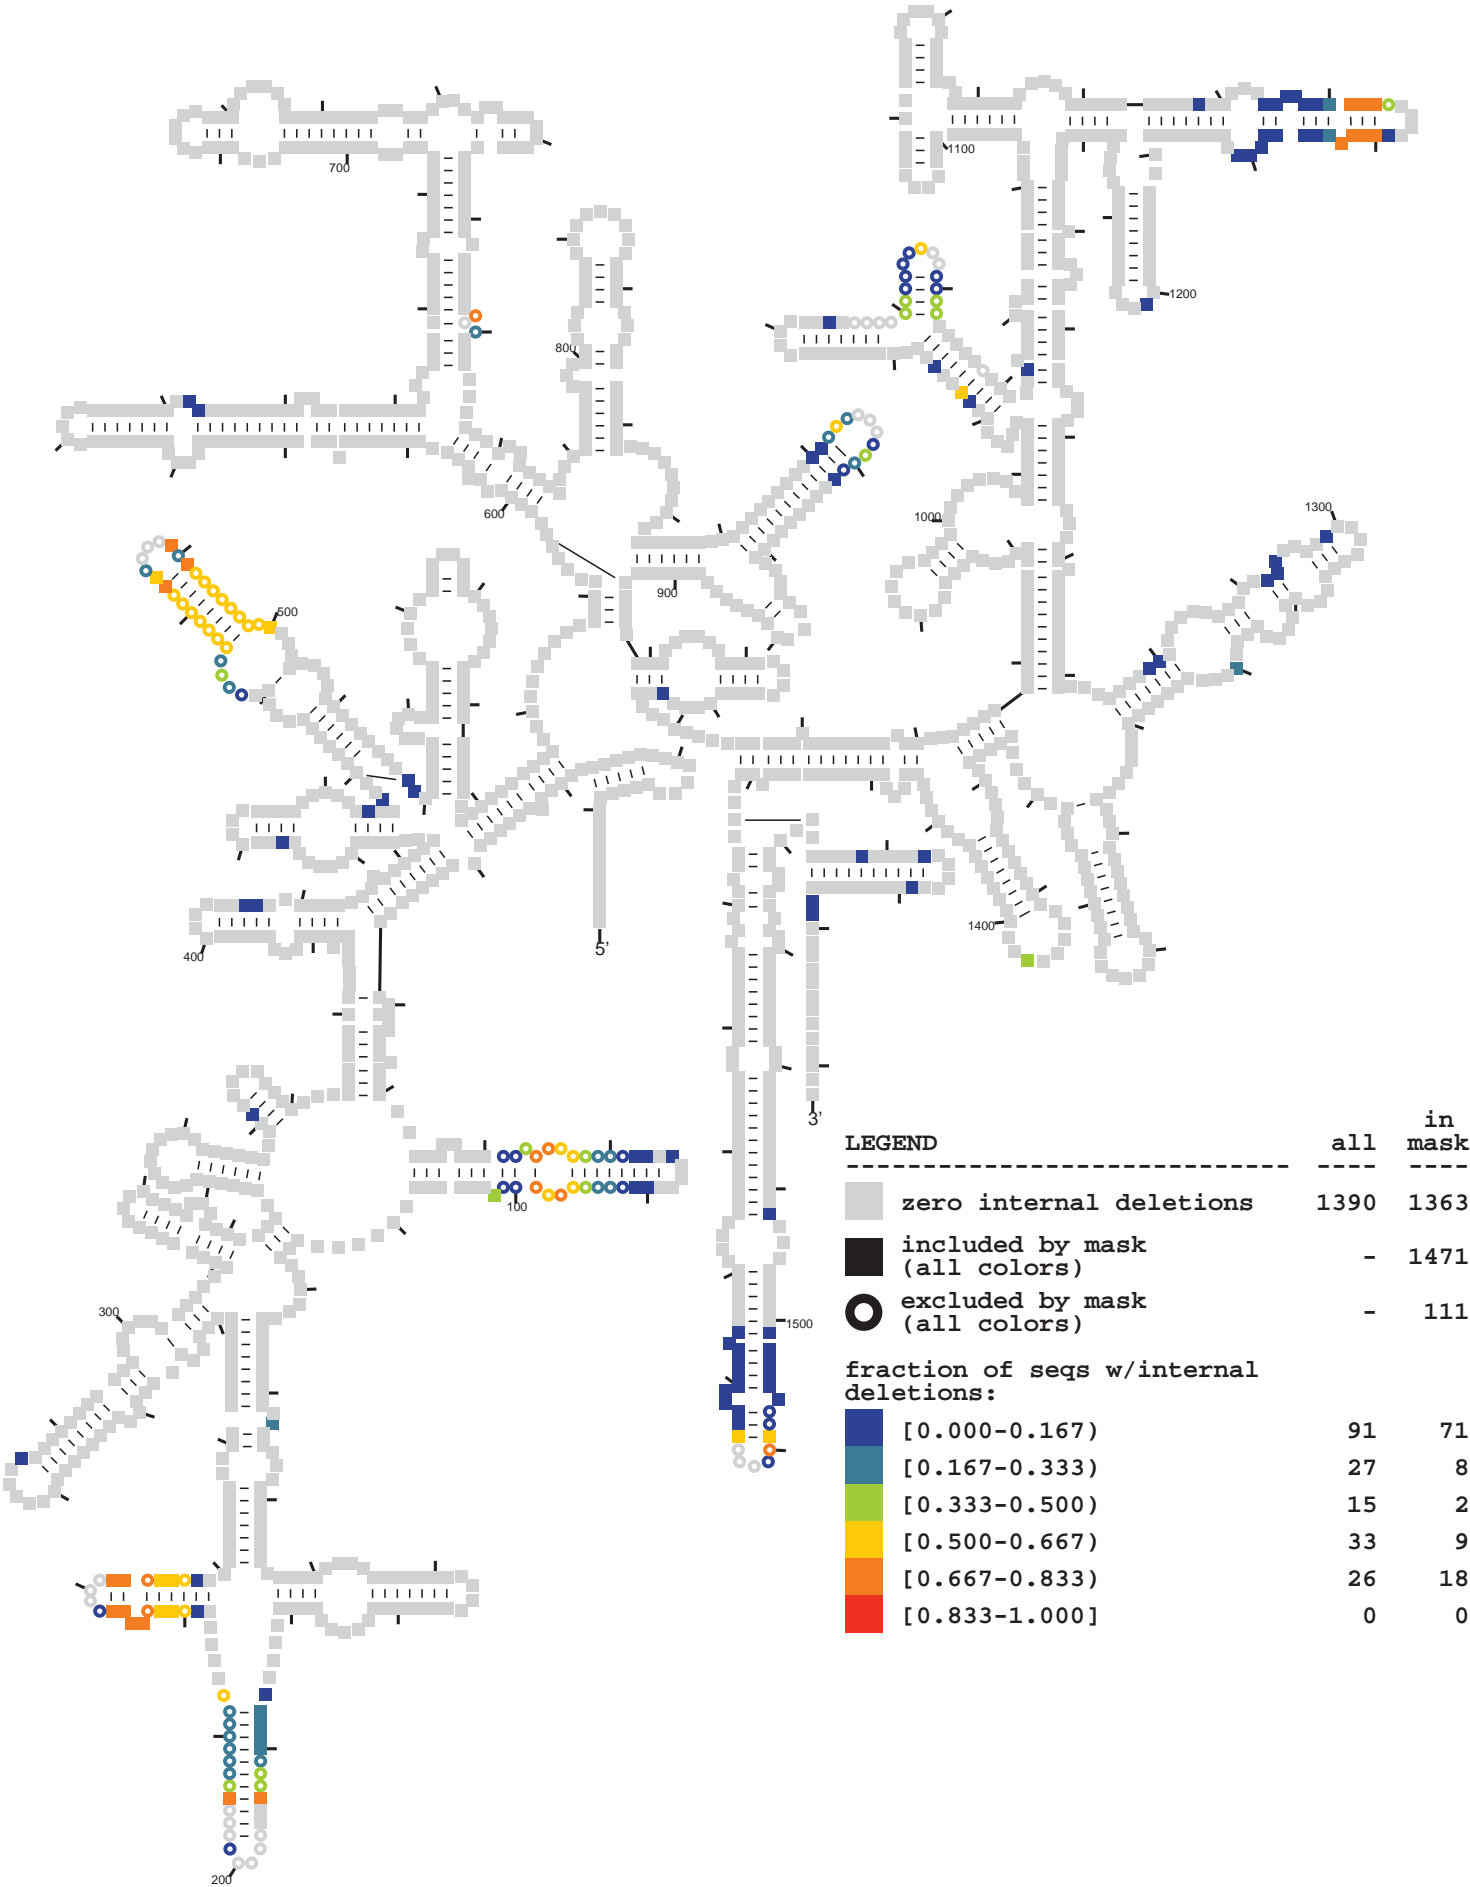 1100
700
1200
800
1300
600
1000
900
500
1400
400
5’
3’
100
1500
300
200
in
LEGEND all mask
------------------------------ ---- ----
zero internal deletions 1390 1363
included by mask
(all colors) - 1471
excluded by mask
(all colors) - 111
fraction of seqs w/internal
deletions:
[0.000-0.167) 91 71
[0.167-0.333) 27 8
[0.333-0.500) 15 2
[0.500-0.667) 33 9
[0.667-0.833) 26 18
[0.833-1.000] 0 0